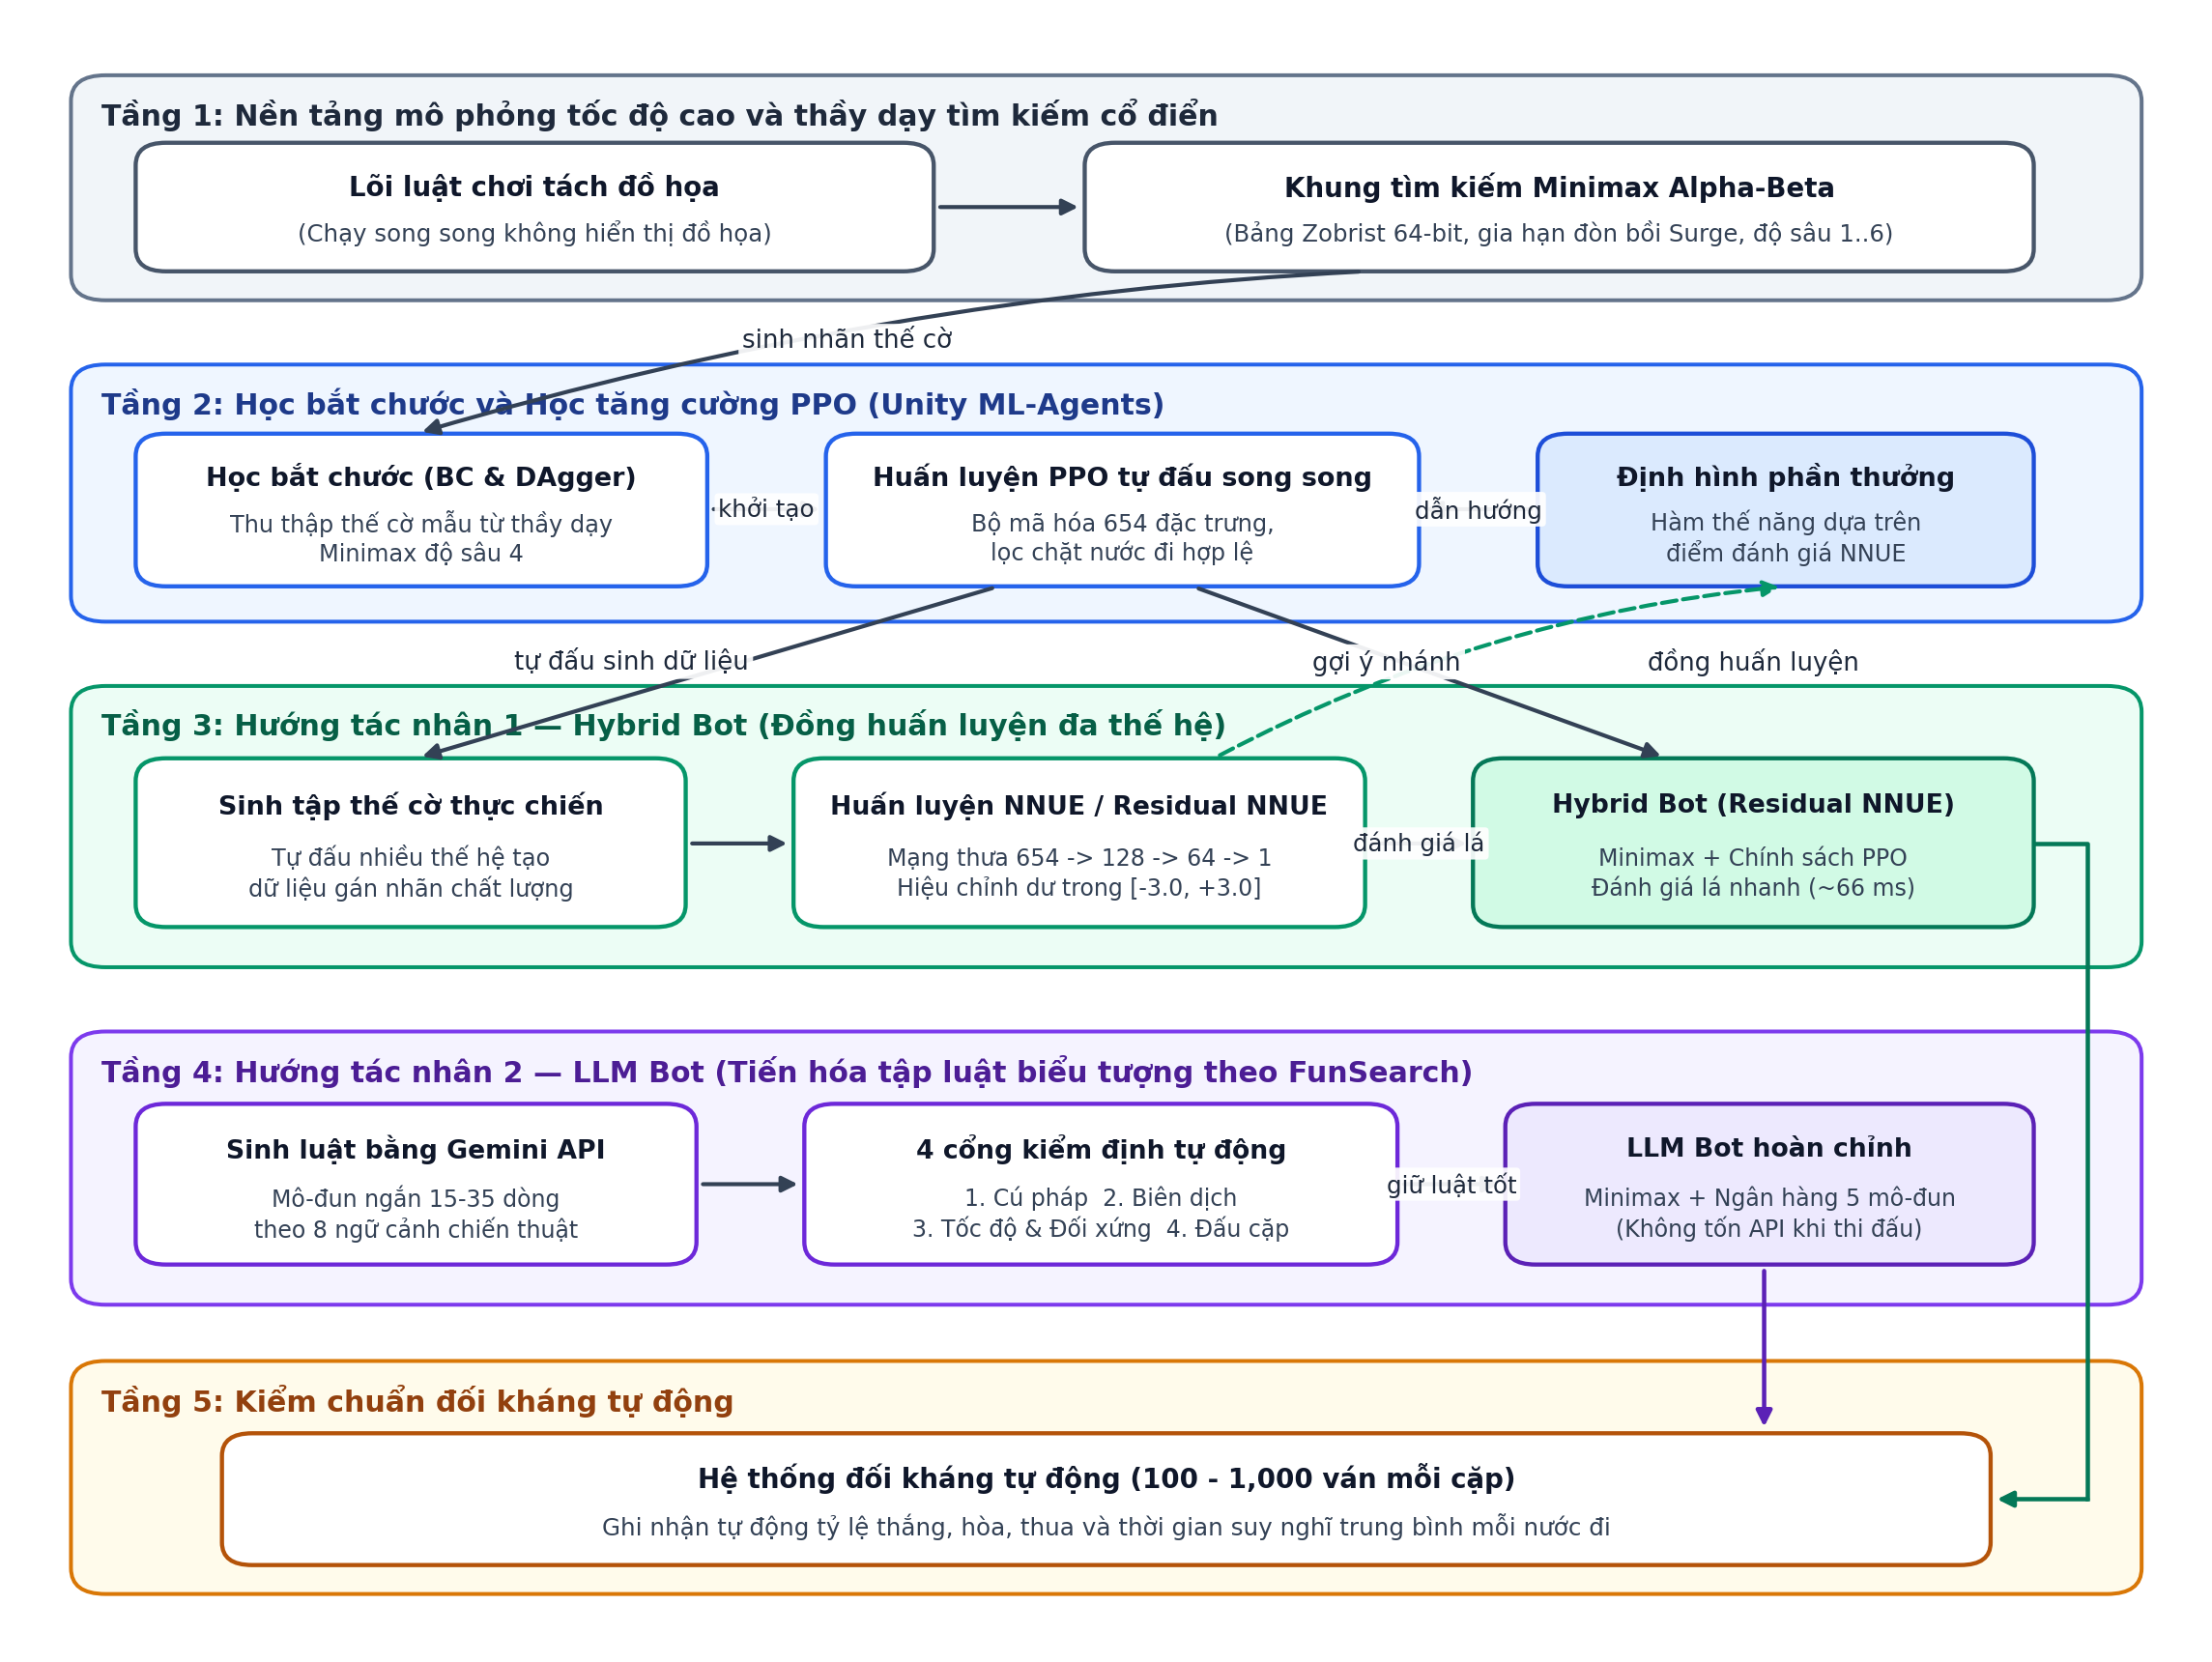 Tầng 1: Nền tảng mô phỏng tốc độ cao và thầy dạy tìm kiếm cổ điển
Lõi luật chơi tách đồ họa
(Chạy song song không hiển thị đồ họa)
Khung tìm kiếm Minimax Alpha-Beta
(Bảng Zobrist 64-bit, gia hạn đòn bồi Surge, độ sâu 1..6)
sinh nhãn thế cờ
Tầng 2: Học bắt chước và Học tăng cường PPO (Unity ML-Agents)
Học bắt chước (BC & DAgger)
Thu thập thế cờ mẫu từ thầy dạy
Minimax độ sâu 4
khởi tạo
Huấn luyện PPO tự đấu song song
Bộ mã hóa 654 đặc trưng,
lọc chặt nước đi hợp lệ
dẫn hướng
Định hình phần thưởng
Hàm thế năng dựa trên
điểm đánh giá NNUE
tự đấu sinh dữ liệu
gợi ý nhánh
đồng huấn luyện
Tầng 3: Hướng tác nhân 1 — Hybrid Bot (Đồng huấn luyện đa thế hệ)
Sinh tập thế cờ thực chiến
Tự đấu nhiều thế hệ tạo
dữ liệu gán nhãn chất lượng
Huấn luyện NNUE / Residual NNUE
Mạng thưa 654 -> 128 -> 64 -> 1
Hiệu chỉnh dư trong [-3.0, +3.0]
đánh giá lá
Hybrid Bot (Residual NNUE)
Minimax + Chính sách PPO
Đánh giá lá nhanh (~66 ms)
Tầng 4: Hướng tác nhân 2 — LLM Bot (Tiến hóa tập luật biểu tượng theo FunSearch)
Sinh luật bằng Gemini API
Mô-đun ngắn 15-35 dòng
theo 8 ngữ cảnh chiến thuật
4 cổng kiểm định tự động
1. Cú pháp  2. Biên dịch
3. Tốc độ & Đối xứng  4. Đấu cặp
giữ luật tốt
LLM Bot hoàn chỉnh
Minimax + Ngân hàng 5 mô-đun
(Không tốn API khi thi đấu)
Tầng 5: Kiểm chuẩn đối kháng tự động
Hệ thống đối kháng tự động (100 - 1,000 ván mỗi cặp)
Ghi nhận tự động tỷ lệ thắng, hòa, thua và thời gian suy nghĩ trung bình mỗi nước đi